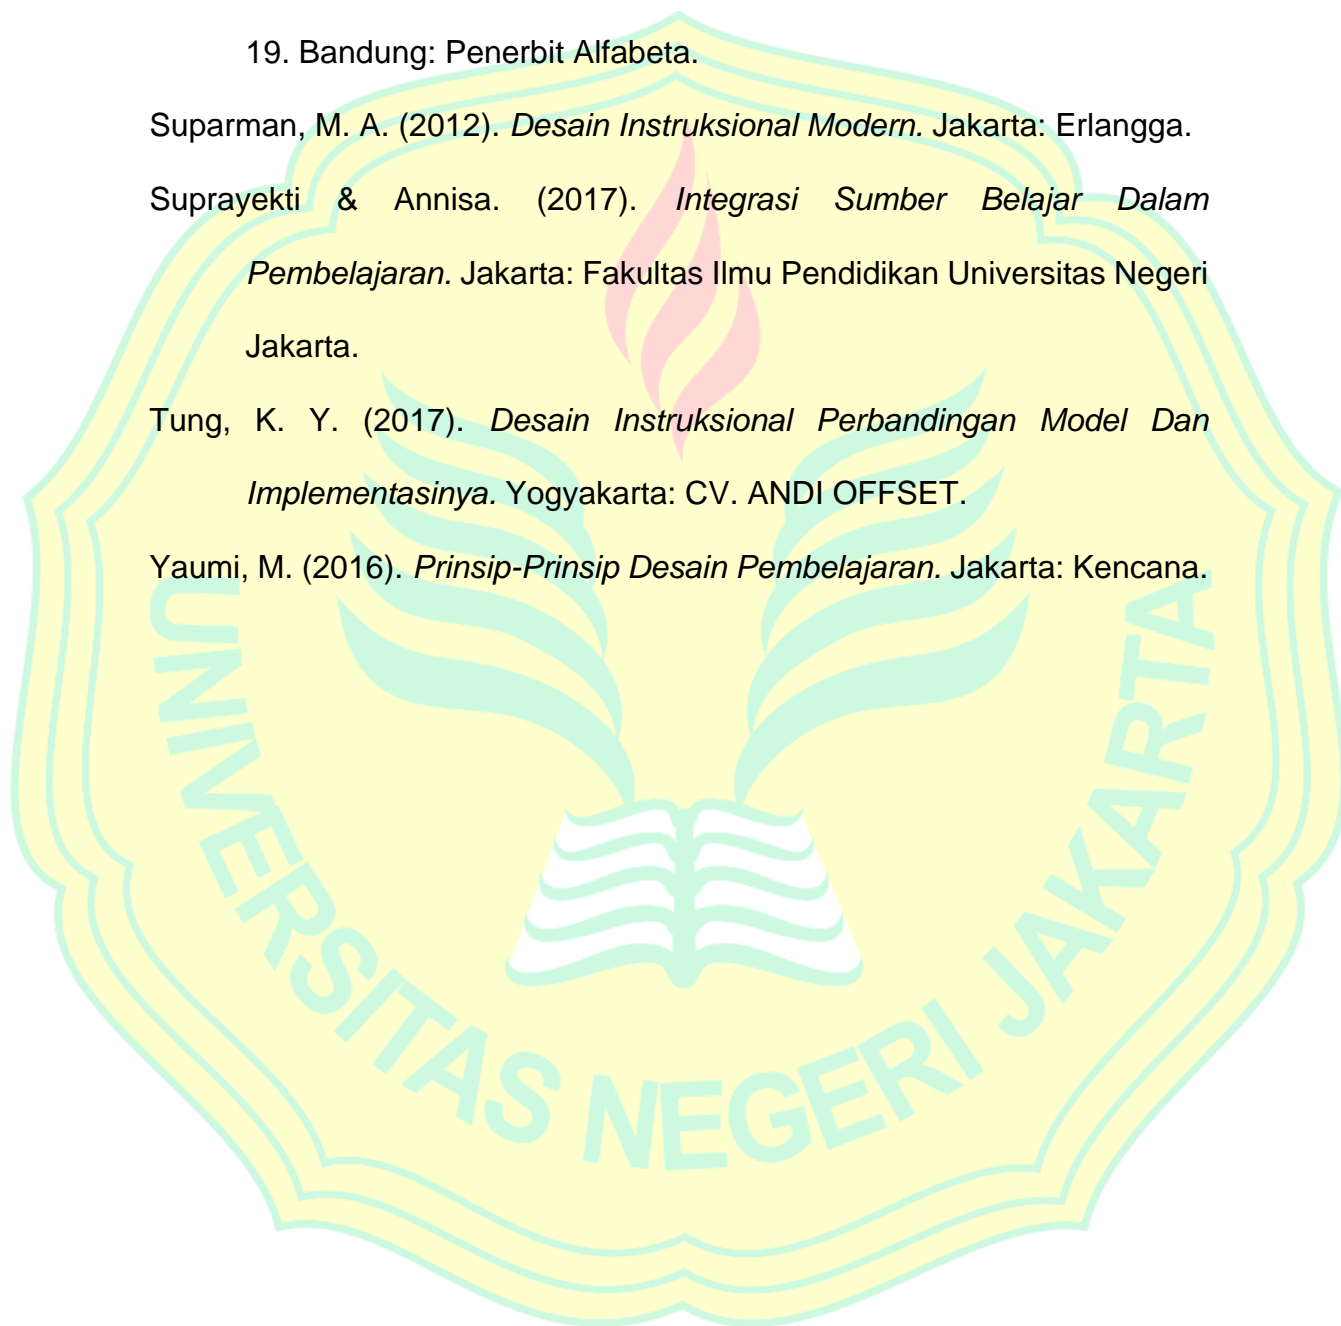 19. Bandung: Penerbit Alfabeta.
Suparman, M. A. (2012). Desain Instruksional Modern. Jakarta: Erlangga.
Suprayekti & Annisa. (2017). Integrasi Sumber Belajar Dalam
Pembelajaran. Jakarta: Fakultas Ilmu Pendidikan Universitas Negeri
Jakarta.
Tung, K. Y. (2017). Desain Instruksional Perbandingan Model Dan
Implementasinya. Yogyakarta: CV. ANDI OFFSET.
Yaumi, M. (2016). Prinsip-Prinsip Desain Pembelajaran. Jakarta: Kencana.
UNIVERSITAS NEGERI JAKARTA